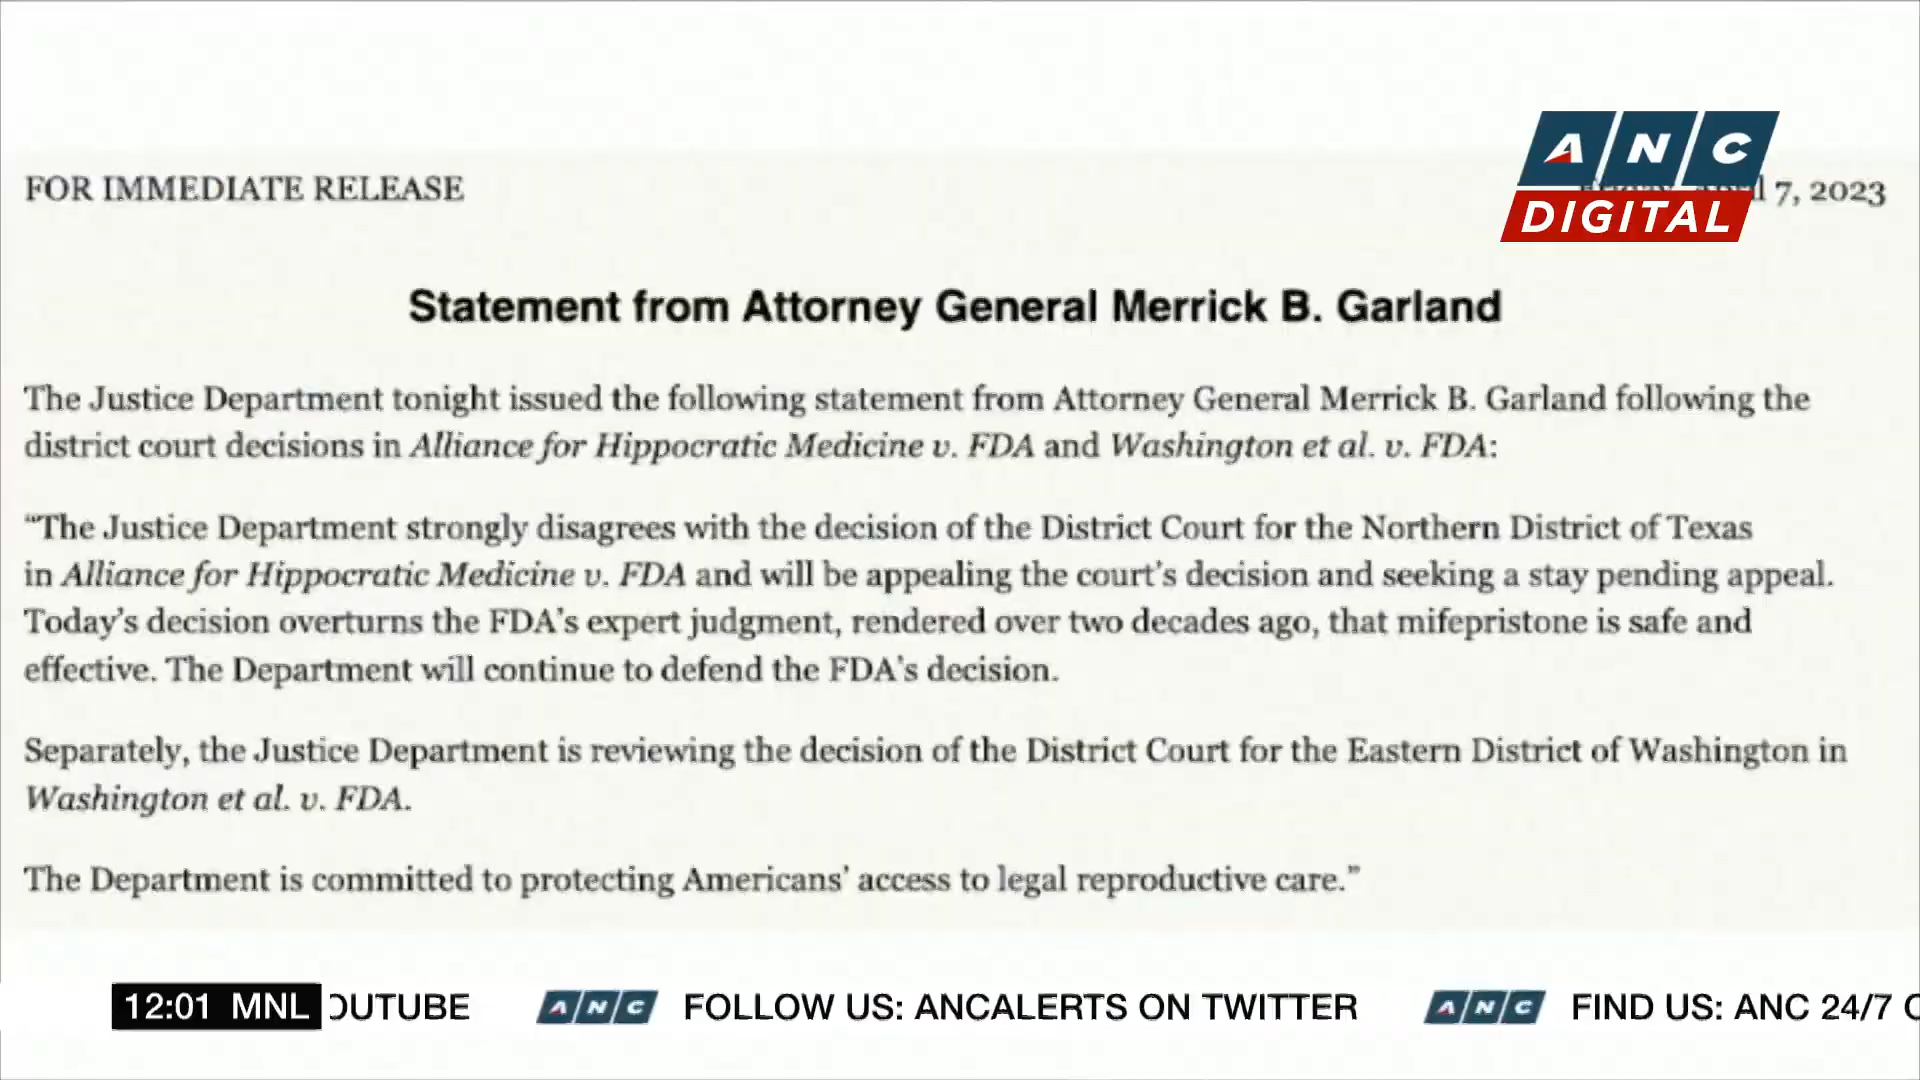 ANC
DIGITAL
FOR IMMEDIATE RELEASE
7, 2023
Statement from Attorney General Merrick B. Garland
The Justice Department tonight issued the following statement from Attorney General Merrick B. Garland following the
district court decisions in Alliance for Hippocratic Medicine v. FDA and Washington et al. v. FDA:
“The Justice Department strongly disagrees with the decision of the District Court for the Northern District of Texas
in Alliance for Hippocratic Medicine v. FDA and will be appealing the court’s decision and seeking a stay pending appeal.
Today’s decision overturns the FDA’s expert judgment, rendered over two decades ago, that mifepristone is safe and
effective. The Department will continue to defend the FDA’s decision.
Separately, the Justice Department is reviewing the decision of the District Court for the Eastern District of Washington in
Washington et al. v. FDA.
The Department is committed to protecting Americans’ access to legal reproductive care.”
12:01 MNL OUTUBE ANC FOLLOW US: ANCALERTS ON TWITTER ANC FIND US: ANC 24/7